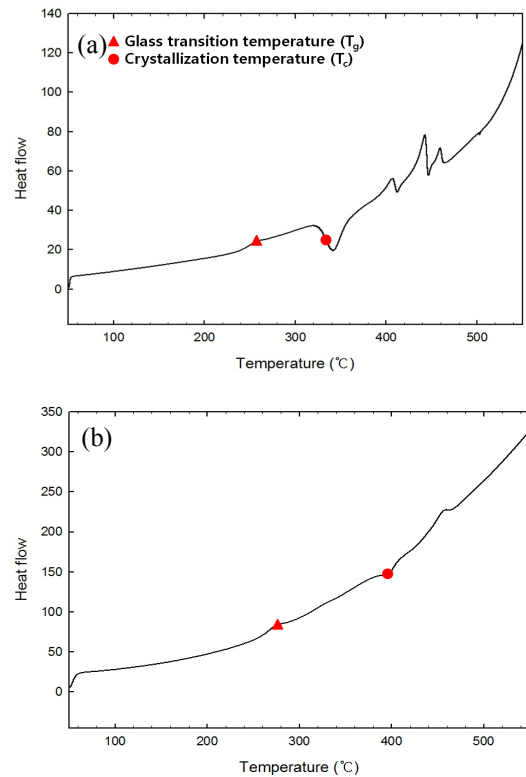 (a)
Glass transition temperature (Tg)
Crystallization temperature (Tc)
140
120
100
80
60
40
20
0
Heat flow
100 200 300 400 500
Temperature (℃)
(b)
350
300
250
200
150
100
50
0
Heat flow
100 200 300 400 500
Temperature (℃)